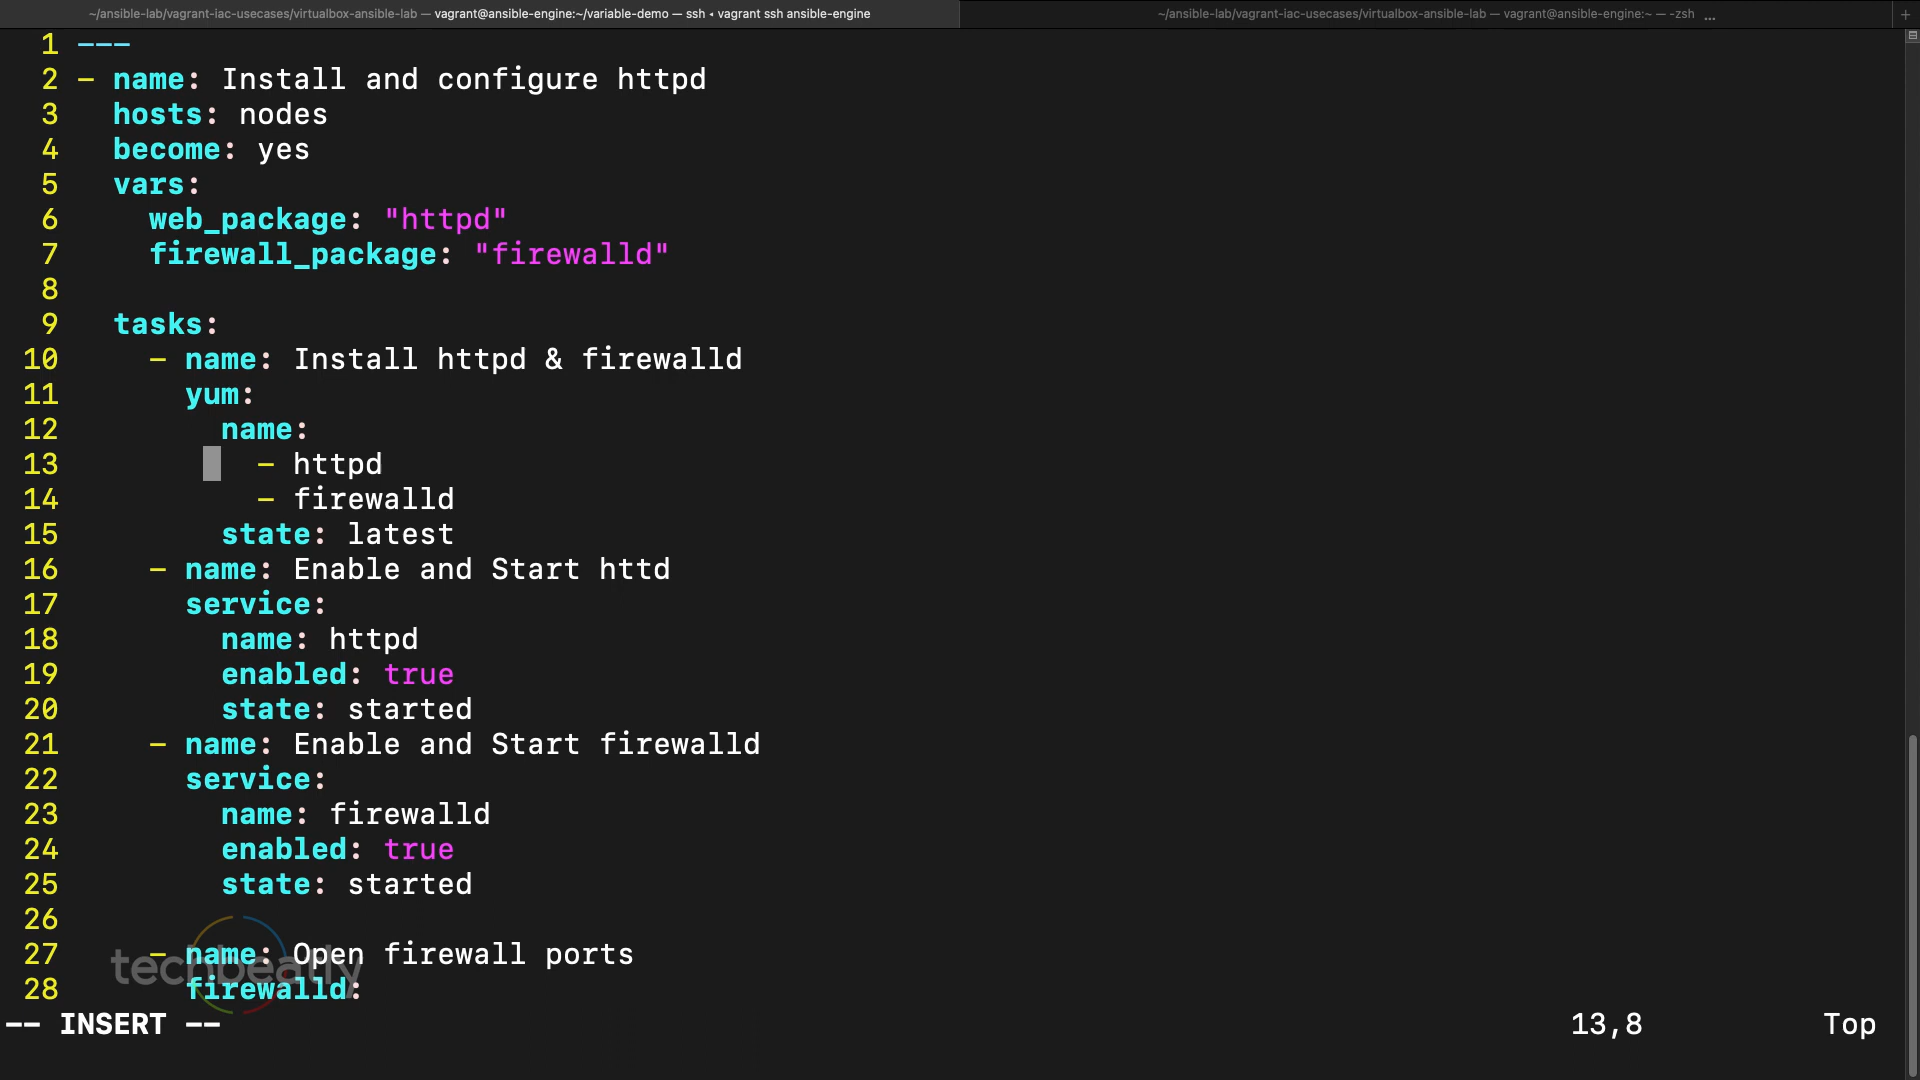 ~/ansible-lab/vagrant-iac-usecases/virtualbox-ansible-lab — vagrant@ansible-engine:~/variable-demo — ssh ◂ vagrant ssh ansible-engine
~/ansible-lab/vagrant-iac-usecases/virtualbox-ansible-lab — vagrant@ansible-engine:~ — -zsh ...
+
1 ---
2 - name: Install and configure httpd
3   hosts: nodes
4   become: yes
5   vars:
6     web_package: "httpd"
7     firewall_package: "firewalld"
8
9   tasks:
10     - name: Install httpd & firewalld
11       yum:
12         name:
13           - httpd
14           - firewalld
15         state: latest
16     - name: Enable and Start httd
17       service:
18         name: httpd
19         enabled: true
20         state: started
21     - name: Enable and Start firewalld
22       service:
23         name: firewalld
24         enabled: true
25         state: started
26
27     - name: Open firewall ports
techbeatly
28       firewalld:
-- INSERT -- 13,8 Top